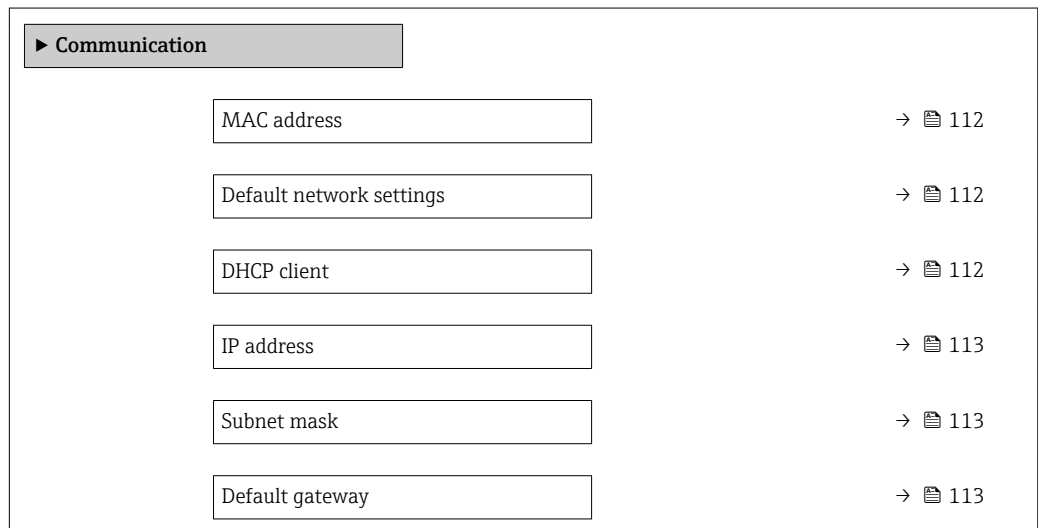 ▶ Communication
MAC address → 112
Default network settings → 112
DHCP client → 112
IP address → 113
Subnet mask → 113
Default gateway → 113